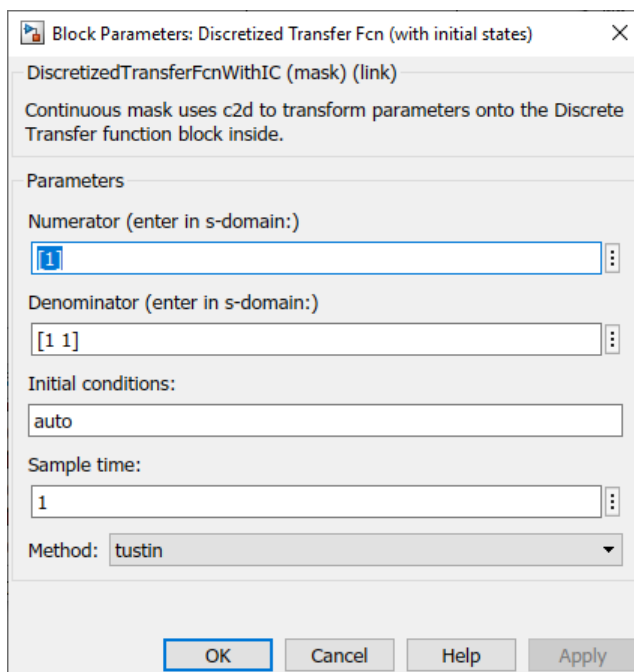 Block Parameters: Discretized Transfer Fcn (with initial states)
DiscretizedTransferFcnWithIC (mask) (link)
Continuous mask uses c2d to transform parameters onto the Discrete
Transfer function block inside.
Parameters
Numerator (enter in s-domain:)
[1]
Denominator (enter in s-domain:)
[1 1]
Initial conditions:
auto
Sample time:
1
Method: tustin
OK Cancel Help Apply